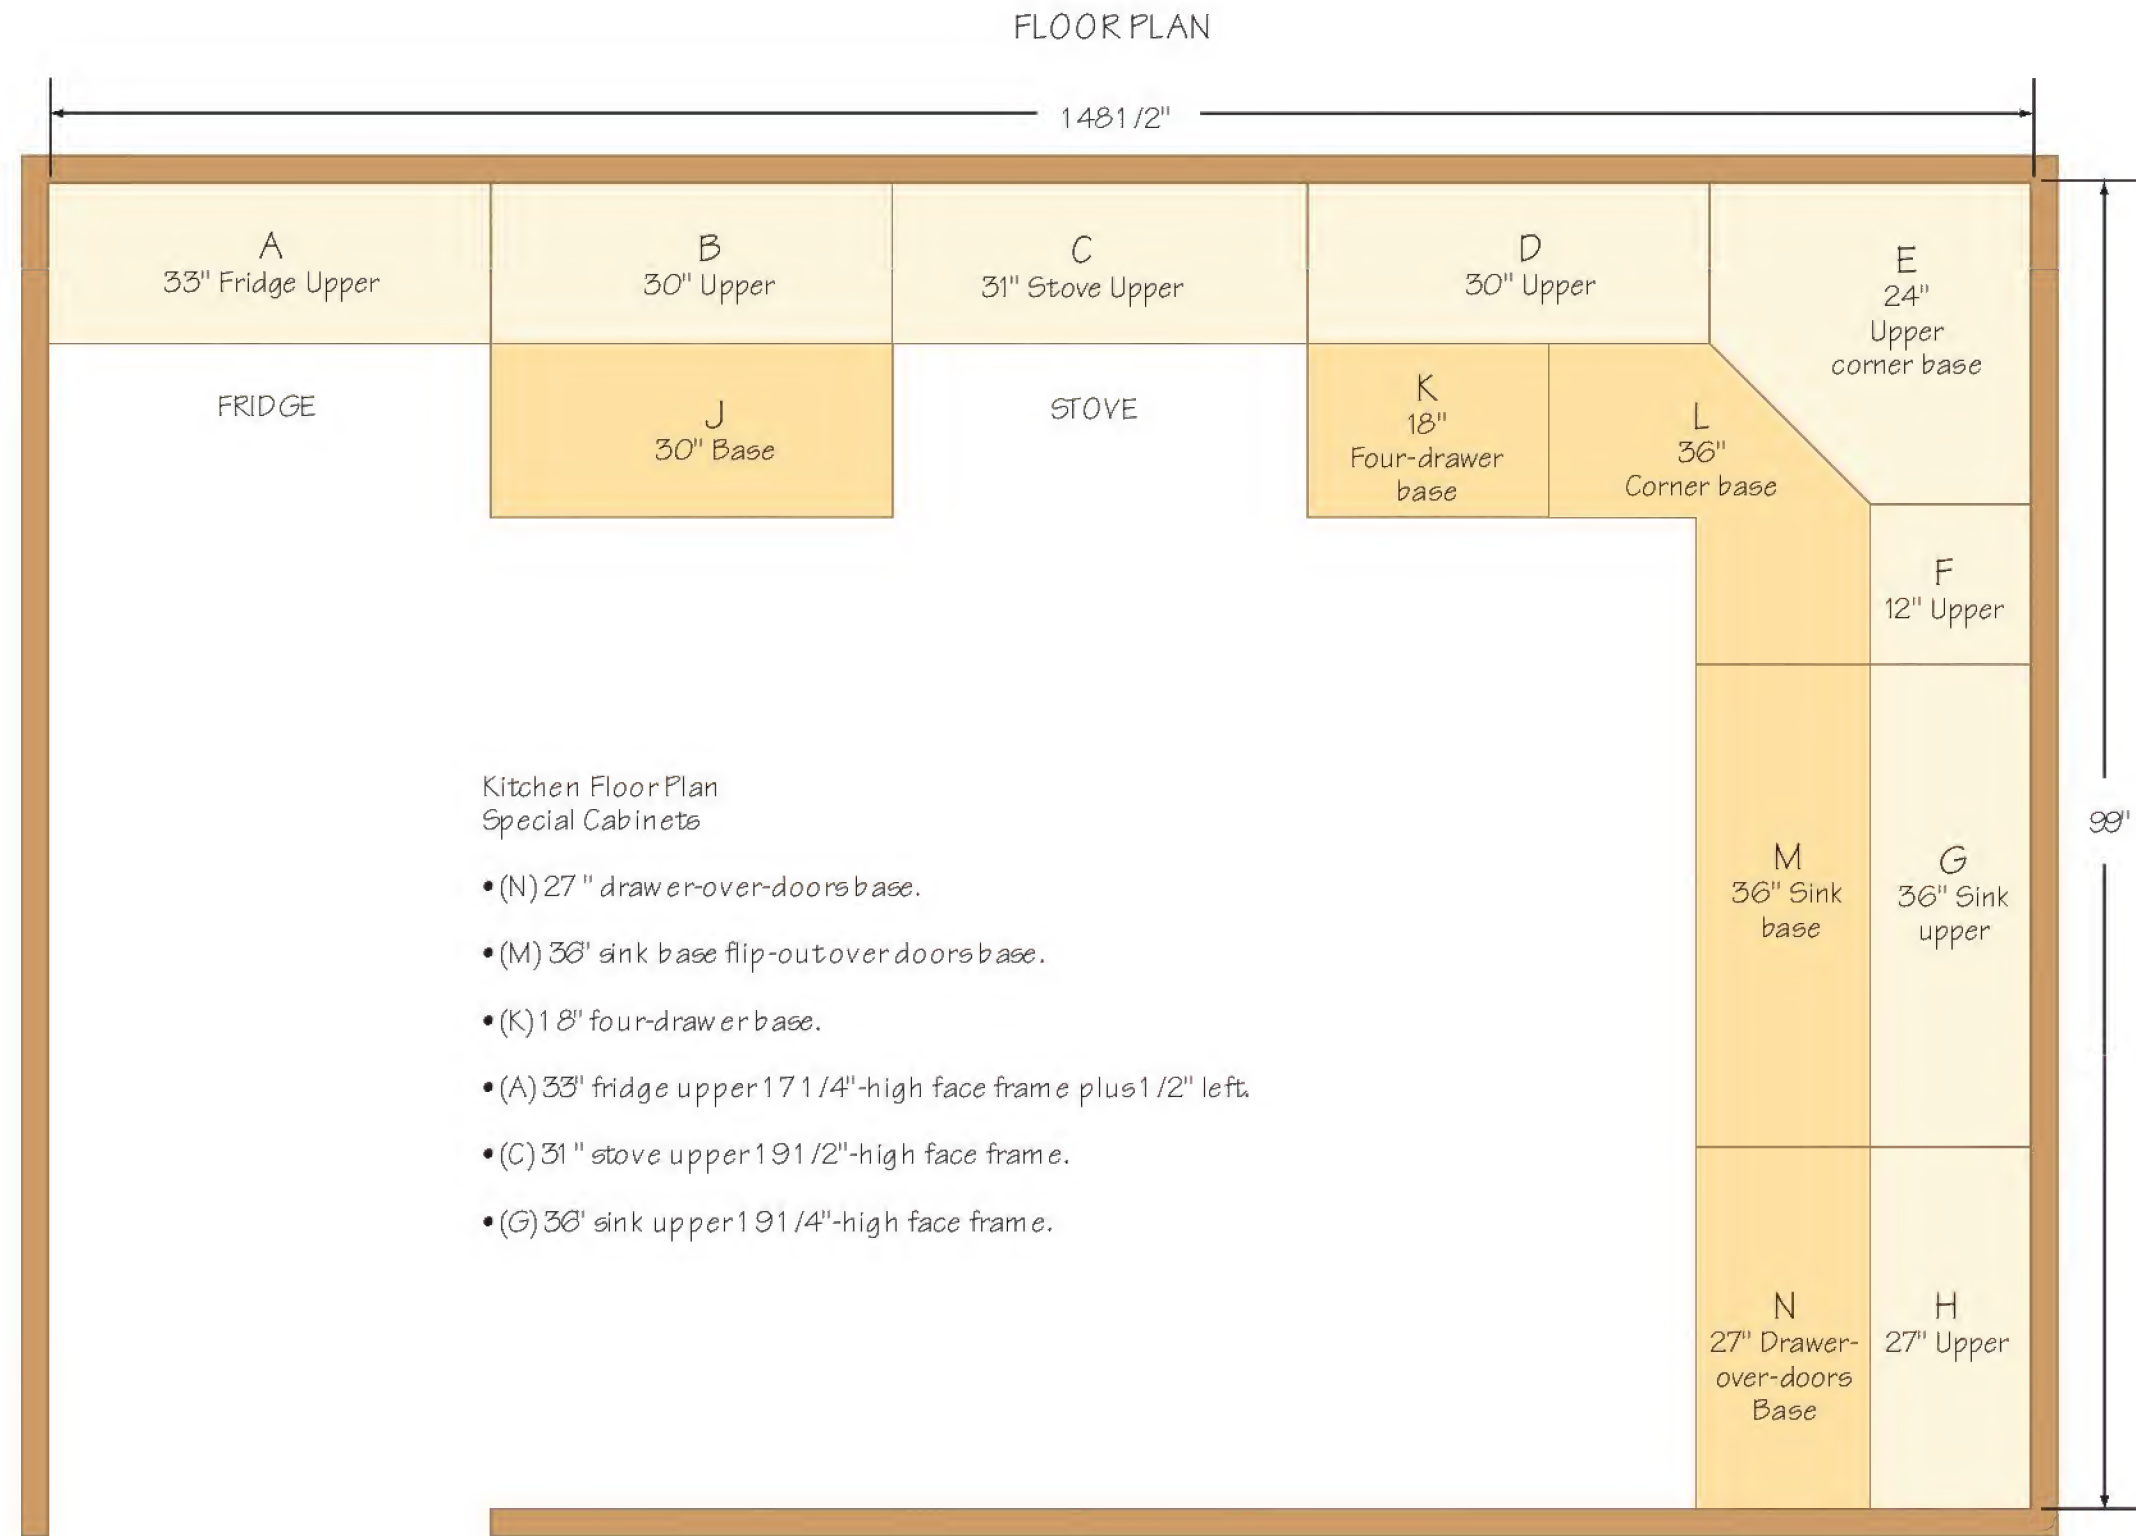 FLOOR PLAN
148 1/2"
A
33" Fridge Upper
B
30" Upper
C
31" Stove Upper
D
30" Upper
E
24"
Upper
corner base
FRIDGE
J
30" Base
STOVE
K
18"
Four-drawer
base
L
36"
Corner base
F
12" Upper
Kitchen Floor Plan
Special Cabinets
• (N) 27" drawer-over-doors base.
• (M) 36" sink base flip-out over doors base.
• (K) 18" four-drawer base.
• (A) 33" fridge upper 17 1/4"-high face frame plus 1/2" left.
• (C) 31" stove upper 19 1/2"-high face frame.
• (G) 36" sink upper 19 1/4"-high face frame.
99"
M
36" Sink
base
G
36" Sink
upper
N
27" Drawer-
over-doors
Base
H
27" Upper